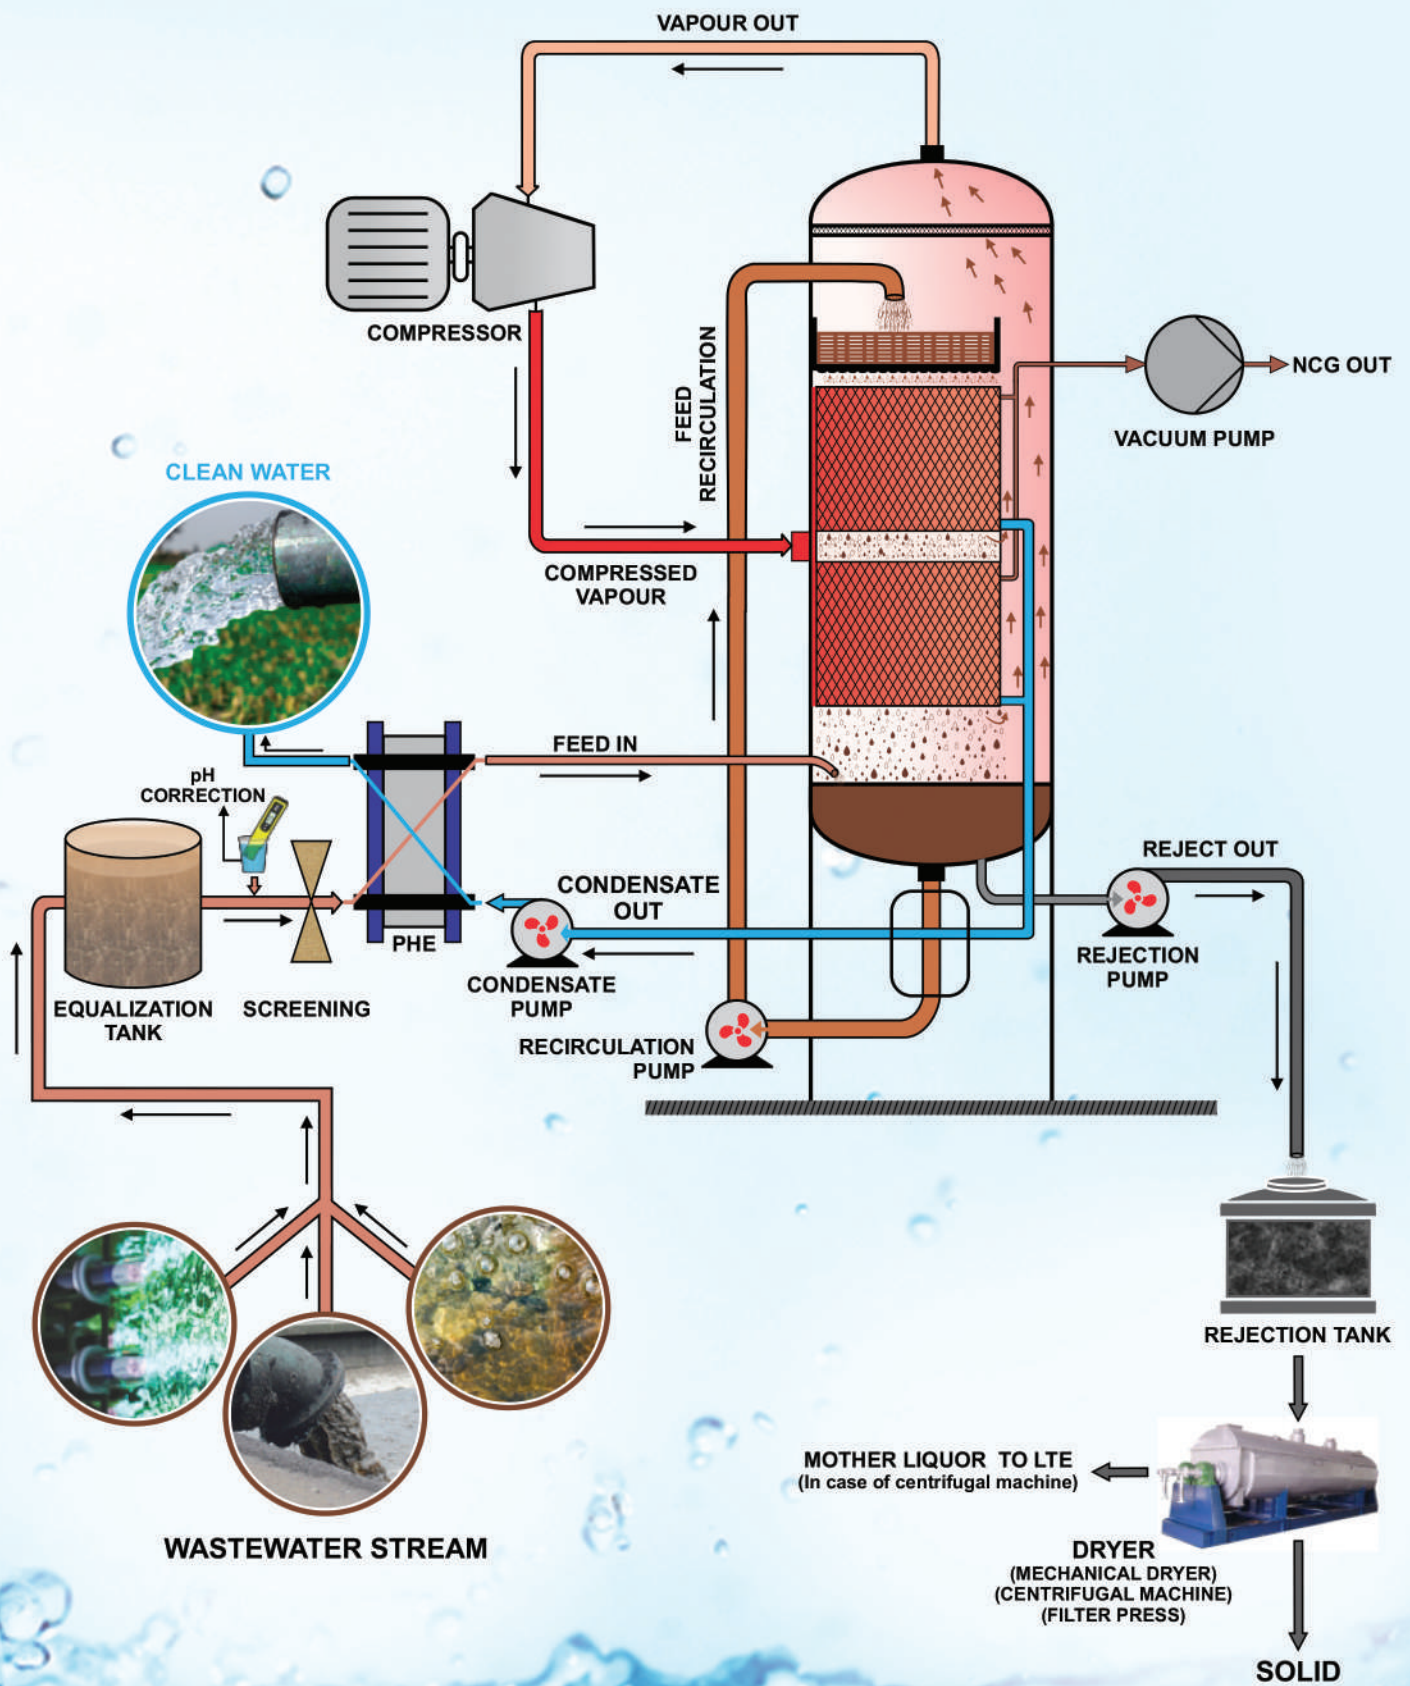 VAPOUR OUT
COMPRESSOR
FEED
RECIRCULATION
NCG OUT
VACUUM PUMP
CLEAN WATER
COMPRESSED
VAPOUR
FEED IN
pH
CORRECTION
REJECT OUT
CONDENSATE
OUT
PHE
REJECTION
PUMP
CONDENSATE
PUMP
EQUALIZATION
TANK
SCREENING
RECIRCULATION
PUMP
REJECTION TANK
MOTHER LIQUOR TO LTE
(In case of centrifugal machine)
WASTEWATER STREAM
DRYER
(MECHANICAL DRYER)
(CENTRIFUGAL MACHINE)
(FILTER PRESS)
SOLID